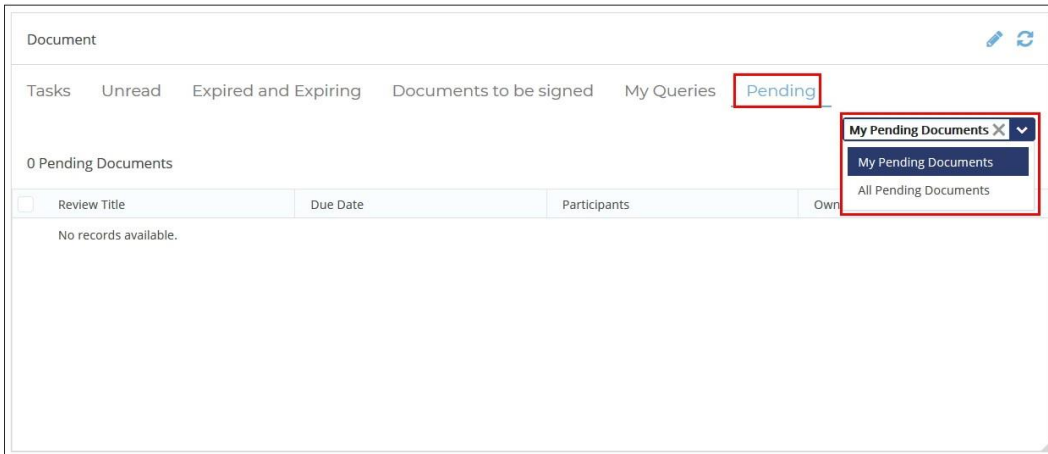 Document
Tasks Unread Expired and Expiring Documents to be signed My Queries Pending
My Pending Documents
0 Pending Documents
My Pending Documents
All Pending Documents
Review Title Due Date Participants Own
No records available.